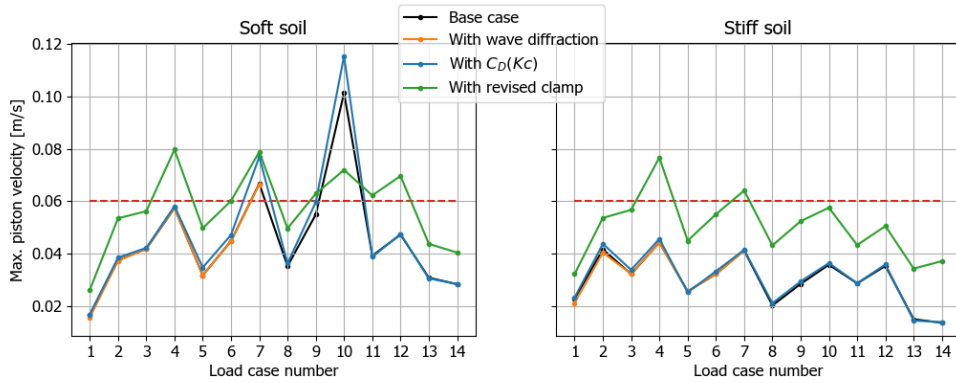 Soft soil
Stiff soil
Base case
With wave diffraction
With C_D(Kc)
With revised clamp
Max. piston velocity [m/s]
0.12
0.10
0.08
0.06
0.04
0.02
1 2 3 4 5 6 7 8 9 10 11 12 13 14
Load case number
1 2 3 4 5 6 7 8 9 10 11 12 13 14
Load case number